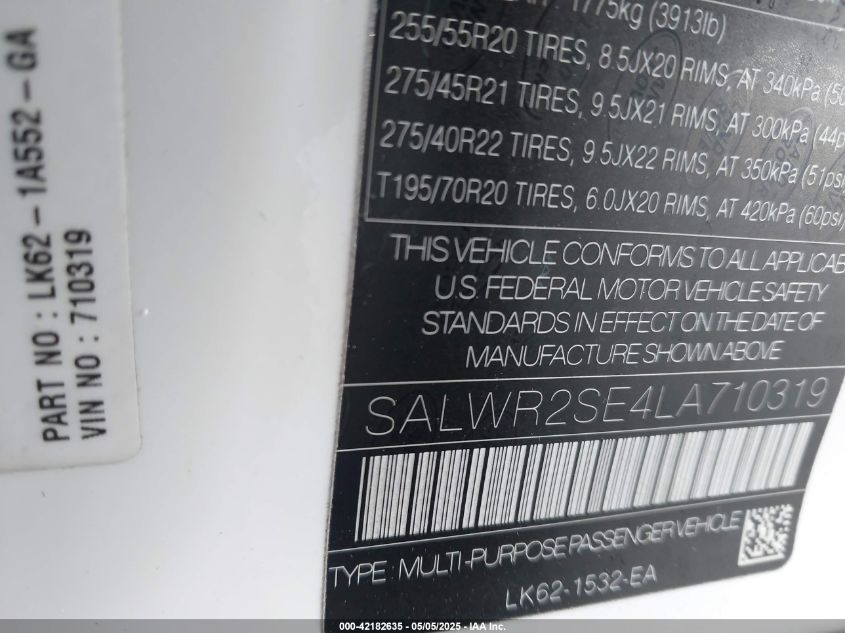 PART NO : LK62-1A552-GA
VIN NO : 710319
1775kg (3913lb)
255/55R20 TIRES, 8.5JX20 RIMS, AT 340kPa
275/45R21 TIRES, 9.5JX21 RIMS, AT 300kPa (44p
275/40R22 TIRES, 9.5JX22 RIMS, AT 350kPa (51psi
T195/70R20 TIRES, 6.0JX20 RIMS, AT 420kPa (60psi)
THIS VEHICLE CONFORMS TO ALL APPLICAB
U.S. FEDERAL MOTOR VEHICLE SAFETY
STANDARDS IN EFFECT ON THE DATE OF
MANUFACTURE SHOWN ABOVE
SALWR2SE4LA710319
TYPE : MULTI-PURPOSE PASSENGER VEHICLE
LK62-1532-EA
000-42182635 - 05/05/2025 - © IAA Holdings, LLC